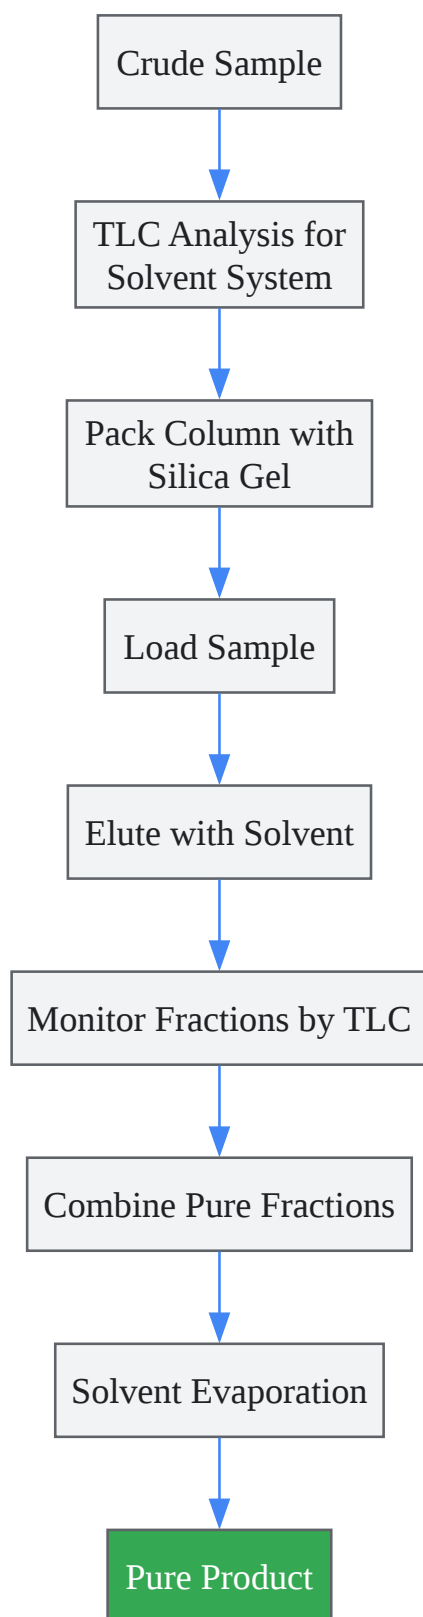 Crude Sample
TLC Analysis for
Solvent System
Pack Column with
Silica Gel
Load Sample
Elute with Solvent
Monitor Fractions by TLC
Combine Pure Fractions
Solvent Evaporation
Pure Product